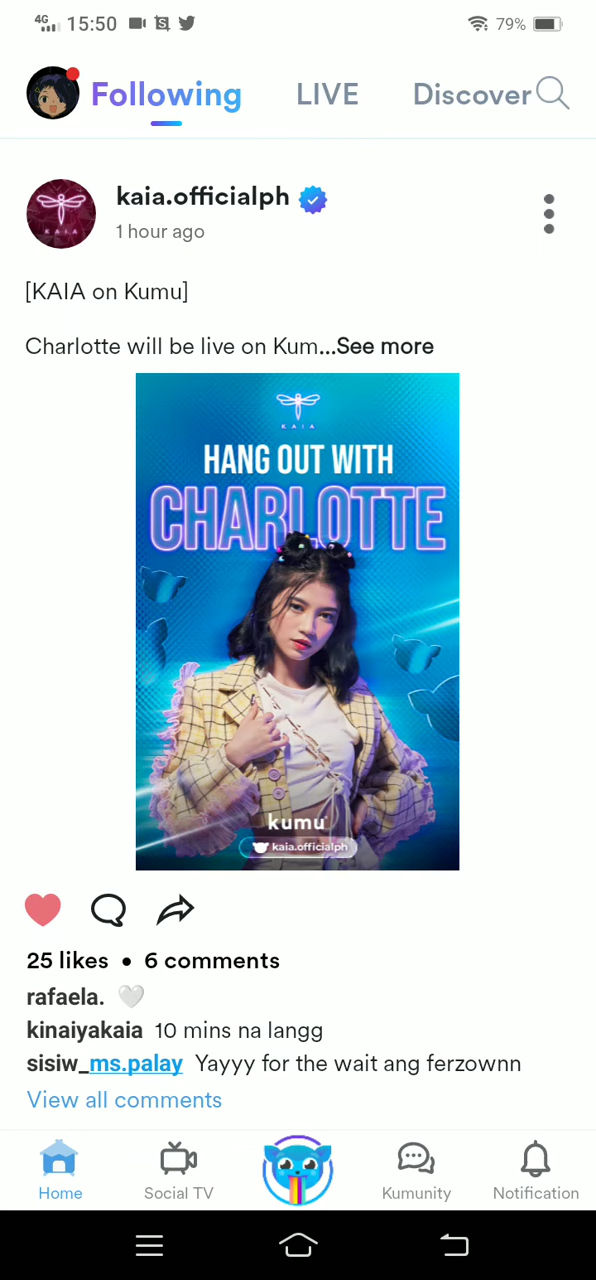 4G 15:50 79%
Following LIVE Discover
kaia.officialph
1 hour ago
[KAIA on Kumu]
Charlotte will be live on Kum...See more
KAIA
KAIA
HANG OUT WITH
CHARLOTTE
kumu
kaia.officialph
25 likes • 6 comments
rafaela. 🤍
kinaiyakaia 10 mins na langg
sisiw_ms.palay Yayyy for the wait ang ferzownn
View all comments
Home Social TV Kumunity Notification